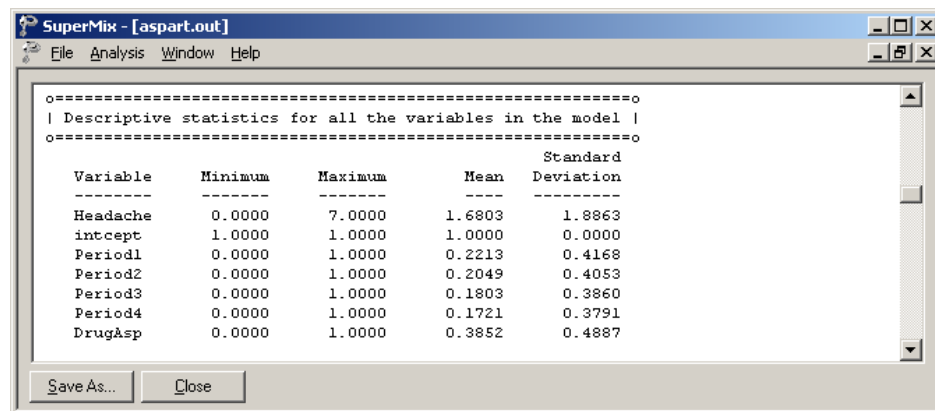 SuperMix - [aspart.out]
File Analysis Window Help
o===========================================================o
| Descriptive statistics for all the variables in the model |
o===========================================================o
Standard
Variable Minimum Maximum Mean Deviation
-------- ------- ------- ---- ---------
Headache 0.0000 7.0000 1.6803 1.8863
intcept 1.0000 1.0000 1.0000 0.0000
Period1 0.0000 1.0000 0.2213 0.4168
Period2 0.0000 1.0000 0.2049 0.4053
Period3 0.0000 1.0000 0.1803 0.3860
Period4 0.0000 1.0000 0.1721 0.3791
DrugAsp 0.0000 1.0000 0.3852 0.4887
Save As... Close